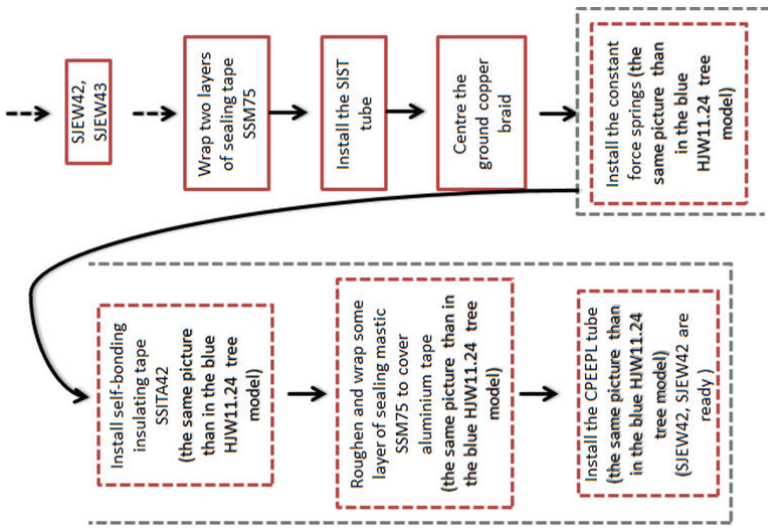 SJEW42,
SJEW43
Wrap two layers
of sealing tape
SSM75
Install the SIST
tube
Centre the
ground copper
braid
Install the constant
force springs (the
same picture than
in the blue
HJW11.24 tree
model)
Install self-bonding
insulating tape
SSITA42
(the same picture
than in the blue
HJW11.24 tree
model)
Roughen and wrap some
layer of sealing mastic
SSM75 to cover
aluminium tape
(the same picture than in
the blue HJW11.24 tree
model)
Install the CPEEPL tube
(the same picture than
in the blue HJW11.24
tree model)
(SJEW42, SJEW42 are
ready )